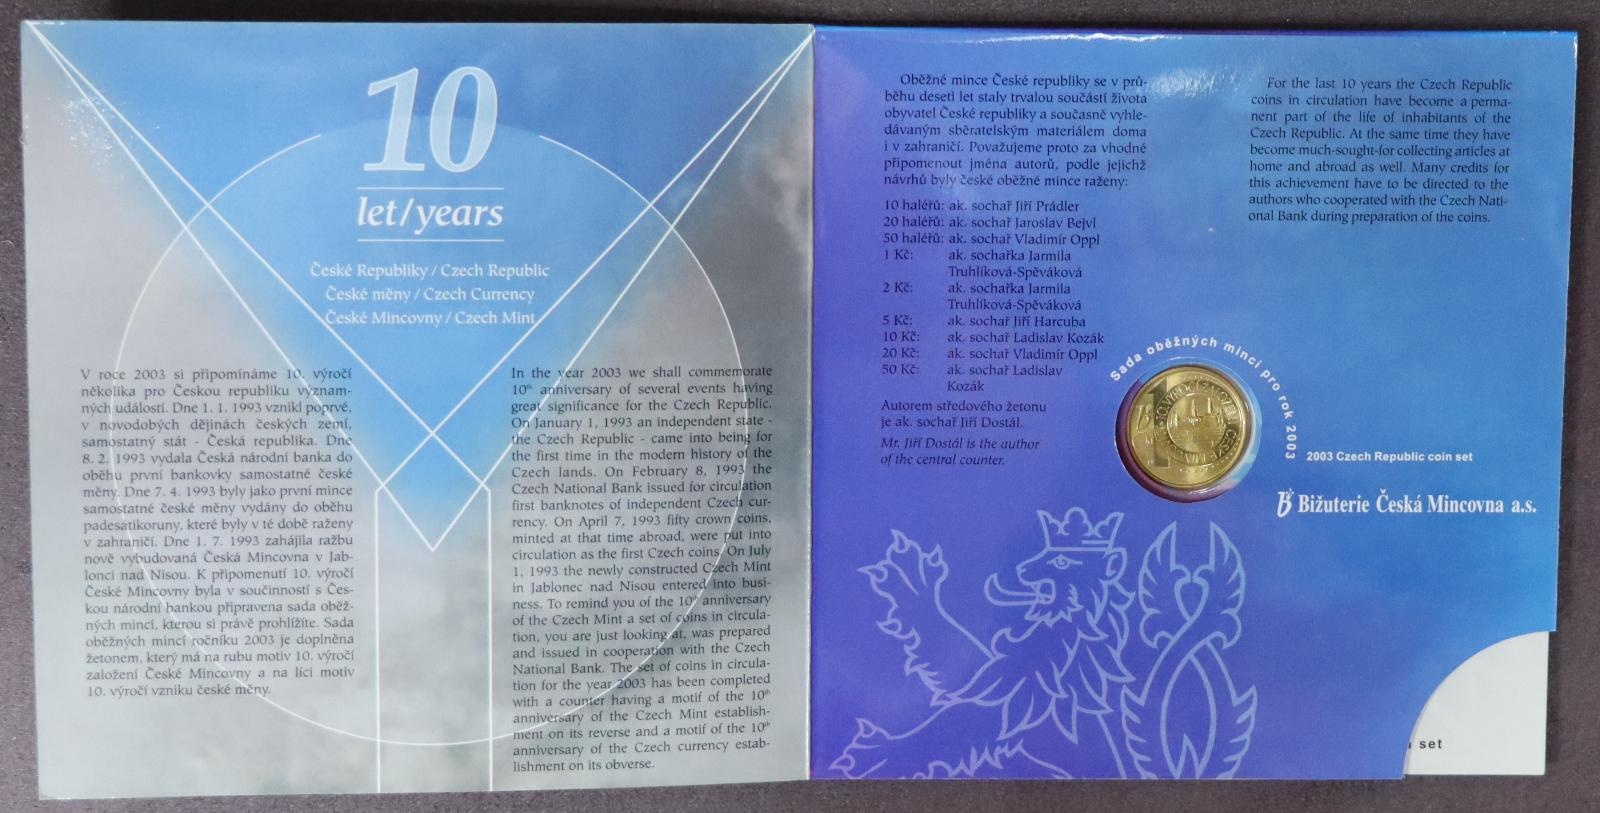 10
let/years
České Republiky / Czech Republic
České měny / Czech Currency
České Mincovny / Czech Mint
V roce 2003 si připomínáme 10. výročí
několika pro Českou republiku význam-
ných událostí. Dne 1. 1. 1993 vznikl poprvé,
v novodobých dějinách českých zemí,
samostatný stát - Česká republika. Dne
8. 2. 1993 vydala Česká národní banka do
oběhu první bankovky samostatné české
měny. Dne 7. 4. 1993 byly jako první mince
samostatné české měny vydány do oběhu
padesátikoruny, které byly v té době raženy
v zahraničí. Dne 1. 7. 1993 zahájila ražbu
nově vybudovaná Česká Mincovna v Jab-
lonci nad Nisou. K připomenutí 10. výročí
České Mincovny byla v součinnosti s Čes-
kou národní bankou připravena sada oběž-
ných mincí, kterou si právě prohlížíte. Sada
oběžných mincí ročníku 2003 je doplněna
žetonem, který má na rubu motiv 10. výročí
založení České Mincovny a na líci motiv
10. výročí vzniku české měny.
In the year 2003 we shall commemorate
10th anniversary of several events having
great significance for the Czech Republic.
On January 1, 1993 an independent state -
the Czech Republic - came into being for
the first time in the modern history of the
Czech lands. On February 8, 1993 the
Czech National Bank issued for circulation
first banknotes of independent Czech cur-
rency. On April 7, 1993 fifty crown coins,
minted at that time abroad, were put into
circulation as the first Czech coins. On July
1, 1993 the newly constructed Czech Mint
in Jablonec nad Nisou entered into busi-
ness. To remind you of the 10th anniversary
of the Czech Mint a set of coins in circula-
tion, you are just looking at, was prepared
and issued in cooperation with the Czech
National Bank. The set of coins in circula-
tion for the year 2003 has been completed
with a counter having a motif of the 10th
anniversary of the Czech Mint establish-
ment on its reverse and a motif of the 10th
anniversary of the Czech currency estab-
lishment on its obverse.
Oběžné mince České republiky se v prů-
běhu deseti let staly trvalou součástí života
obyvatel České republiky a současně vyhle-
dávaným sběratelským materiálem doma
i v zahraničí. Považujeme proto za vhodné
připomenout jména autorů, podle jejichž
návrhů byly české oběžné mince raženy:
10 haléřů: ak. sochař Jiří Prádler
20 haléřů: ak. sochař Jaroslav Bejvl
50 haléřů: ak. sochař Vladimír Oppl
1 Kč: ak. sochařka Jarmila
Truhlíková-Spěváková
2 Kč: ak. sochařka Jarmila
Truhlíková-Spěváková
5 Kč: ak. sochař Jiří Harcuba
10 Kč: ak. sochař Ladislav Kozák
20 Kč: ak. sochař Vladimír Oppl
50 Kč: ak. sochař Ladislav
Kozák
Autorem středového žetonu
je ak. sochař Jiří Dostál.
Mr. Jiří Dostál is the author
of the central counter.
For the last 10 years the Czech Republic
coins in circulation have become a perma-
nent part of the life of inhabitants of the
Czech Republic. At the same time they have
become much-sought-for collecting articles at
home and abroad as well. Many credits for
this achievement have to be directed to the
authors who cooperated with the Czech Nati-
onal Bank during preparation of the coins.
Sada oběžných mincí pro rok 2003
2003 Czech Republic coin set
Bižuterie Česká Mincovna a.s.
set